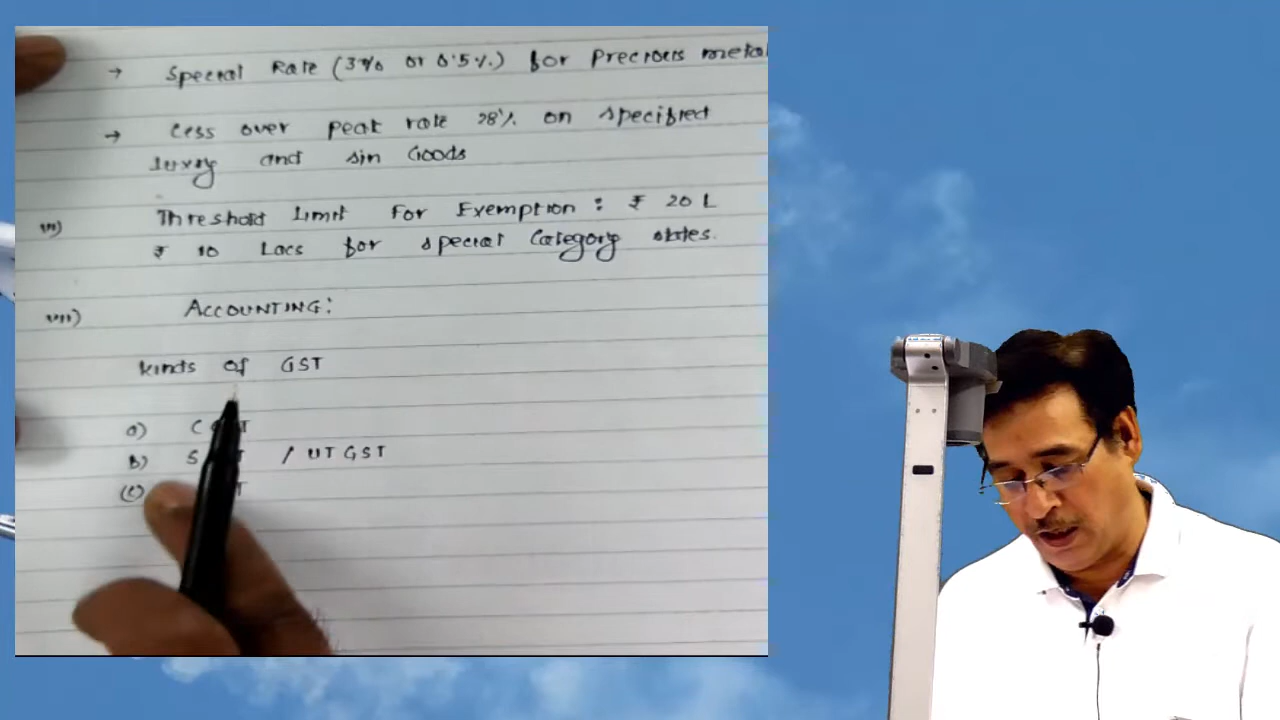 → Special Rate (3% or 0.5%) for Precious metal
→ Cess over peak rate 28% on specified
luxury and sin Goods
vi) Threshold Limit For Exemption : ₹ 20 L
₹ 10 Lacs for special Category states.
vii) ACCOUNTING:
kinds of GST
a)
b) / UTGST
(c)